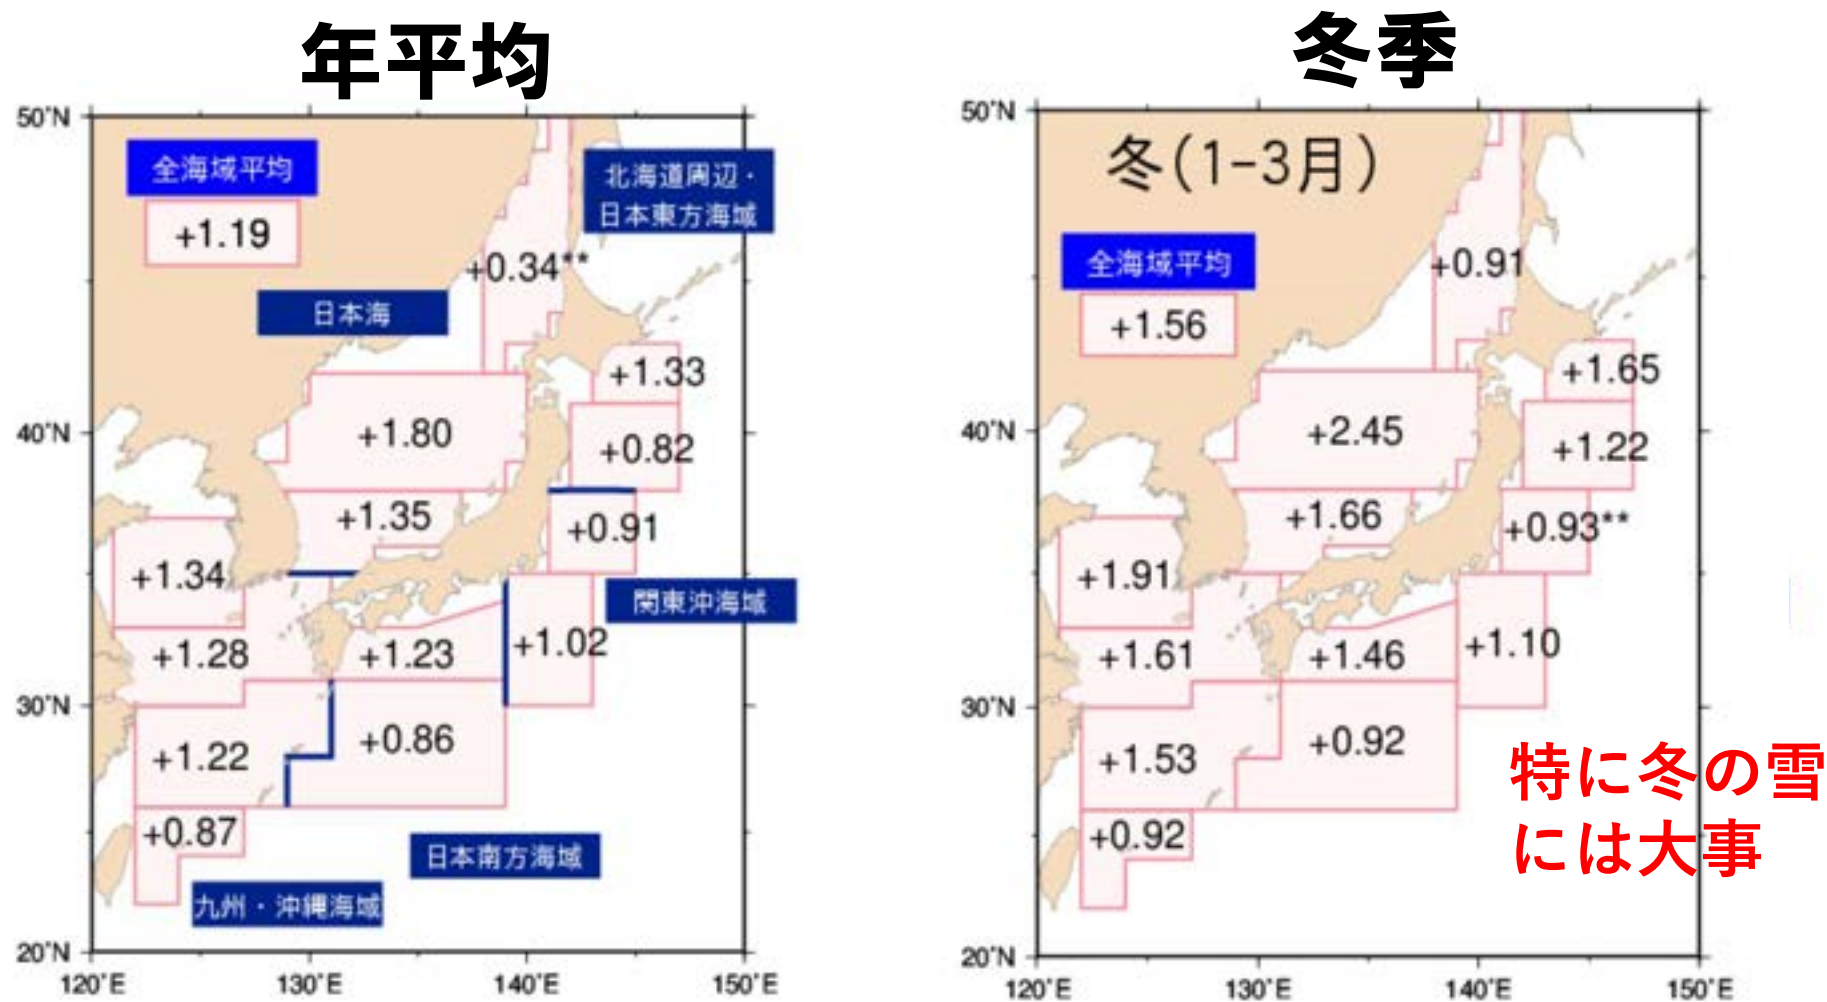 年平均
50°N
40°N
30°N
20°N
120°E
130°E
140°E
150°E
全海域平均
+1.19
北海道周辺・
日本東方海域
+0.34**
日本海
+1.33
+1.80
+0.82
+1.35
+0.91
+1.34
関東沖海域
+1.28
+1.23
+1.02
+1.22
+0.86
+0.87
日本南方海域
九州・沖縄海域
冬季
50°N
40°N
30°N
20°N
120°E
130°E
140°E
150°E
冬(1-3月)
全海域平均
+0.91
+1.56
+1.65
+2.45
+1.22
+1.66
+0.93**
+1.91
+1.61
+1.46
+1.10
+1.53
+0.92
+0.92
特に冬の雪
には大事